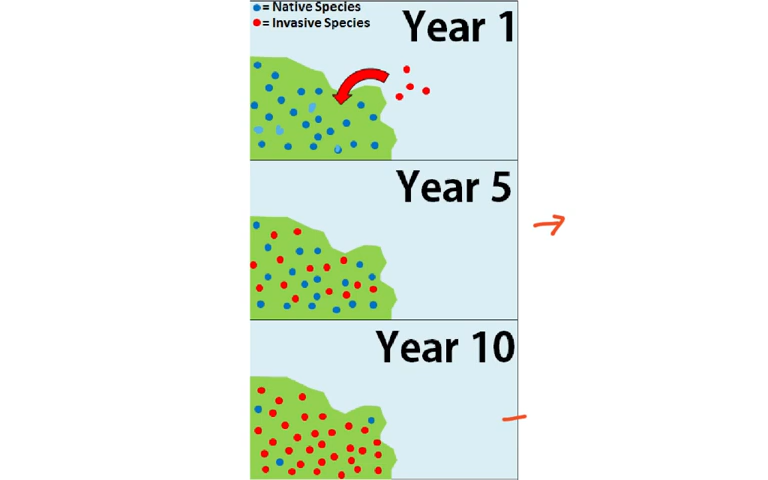 = Native Species
= Invasive Species
Year 1
Year 5
Year 10